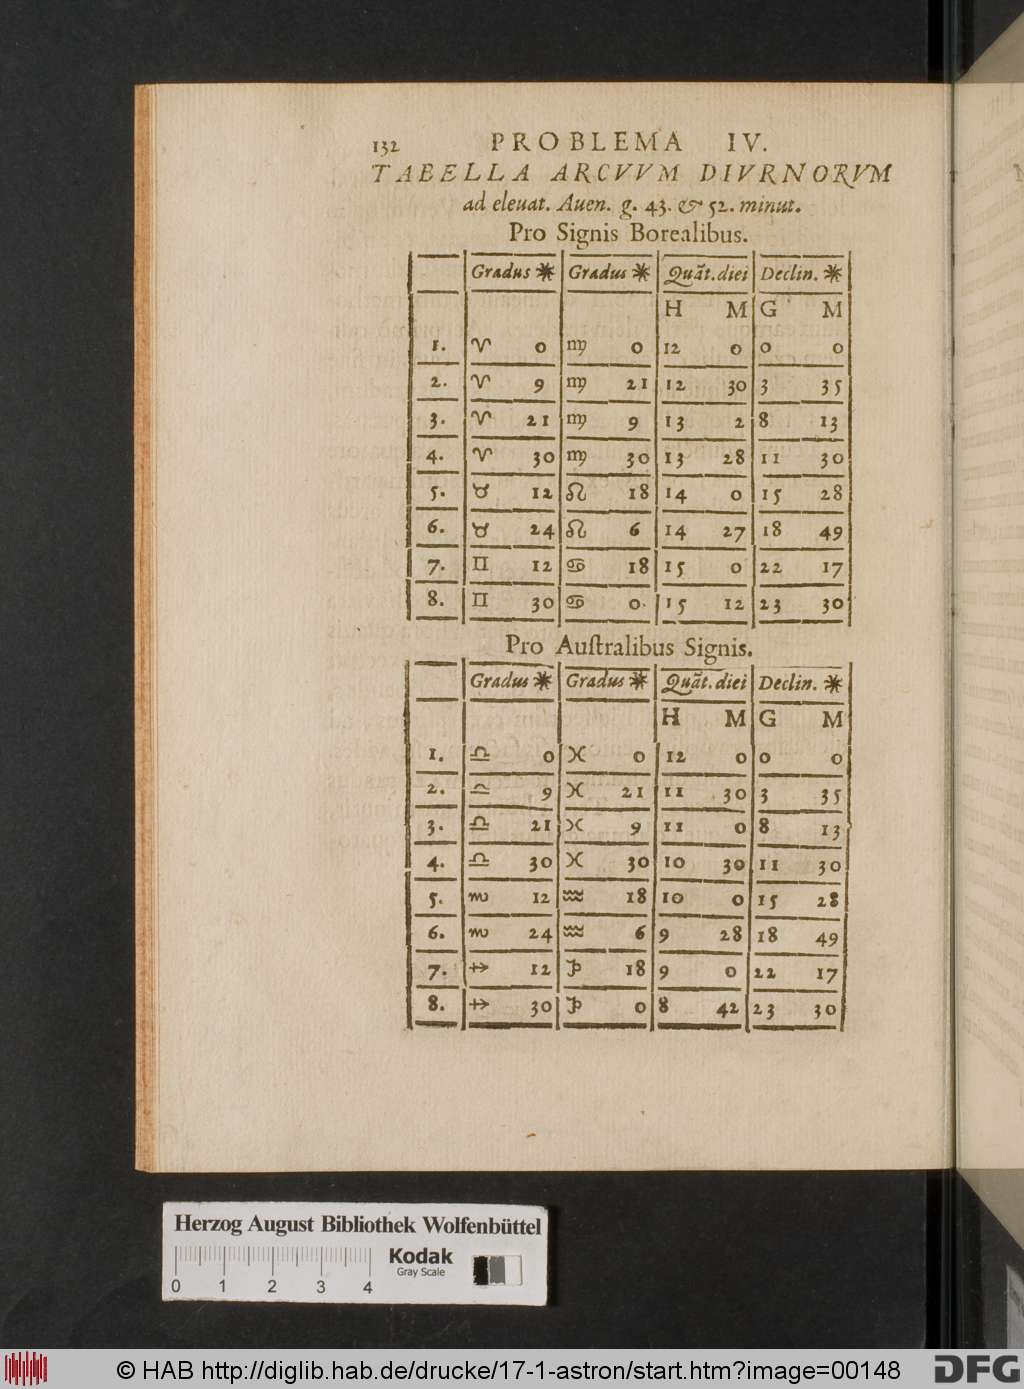 132 PROBLEMA IV.
TABELLA ARCVVM DIVRNORVM
ad eleuat. Auen. g. 43. & 52. minut.
Pro Signis Borealibus.
Gradus ✴ Gradus ✴ Quãt. diei Declin. ✴
H M G M
1. ♈ 0 ♍ 0 12 0 0 0
2. ♈ 9 ♍ 21 12 30 3 35
3. ♈ 21 ♍ 9 13 2 8 13
4. ♈ 30 ♍ 30 13 28 11 30
5. ♉ 12 ♌ 18 14 0 15 28
6. ♉ 24 ♌ 6 14 27 18 49
7. ♊ 12 ♋ 18 15 0 22 17
8. ♊ 30 ♋ 0. 15 12 23 30
Pro Auſtralibus Signis.
Gradus ✴ Gradus ✴ Quãt. diei Declin. ✴
H M G M
1. ♎ 0 ♓ 0 12 0 0 0
2. ♎ 9 ♓ 21 11 30 3 35
3. ♎ 21 ♓ 9 11 0 8 13
4. ♎ 30 ♓ 30 10 30 11 30
5. ♏ 12 ♒ 18 10 0 15 28
6. ♏ 24 ♒ 6 9 28 18 49
7. ♐ 12 ♑ 18 9 0 22 17
8. ♐ 30 ♑ 0 8 42 23 30
Herzog August Bibliothek Wolfenbüttel
Kodak
Gray Scale
0 1 2 3 4
© HAB http://diglib.hab.de/drucke/17-1-astron/start.htm?image=00148
DFG